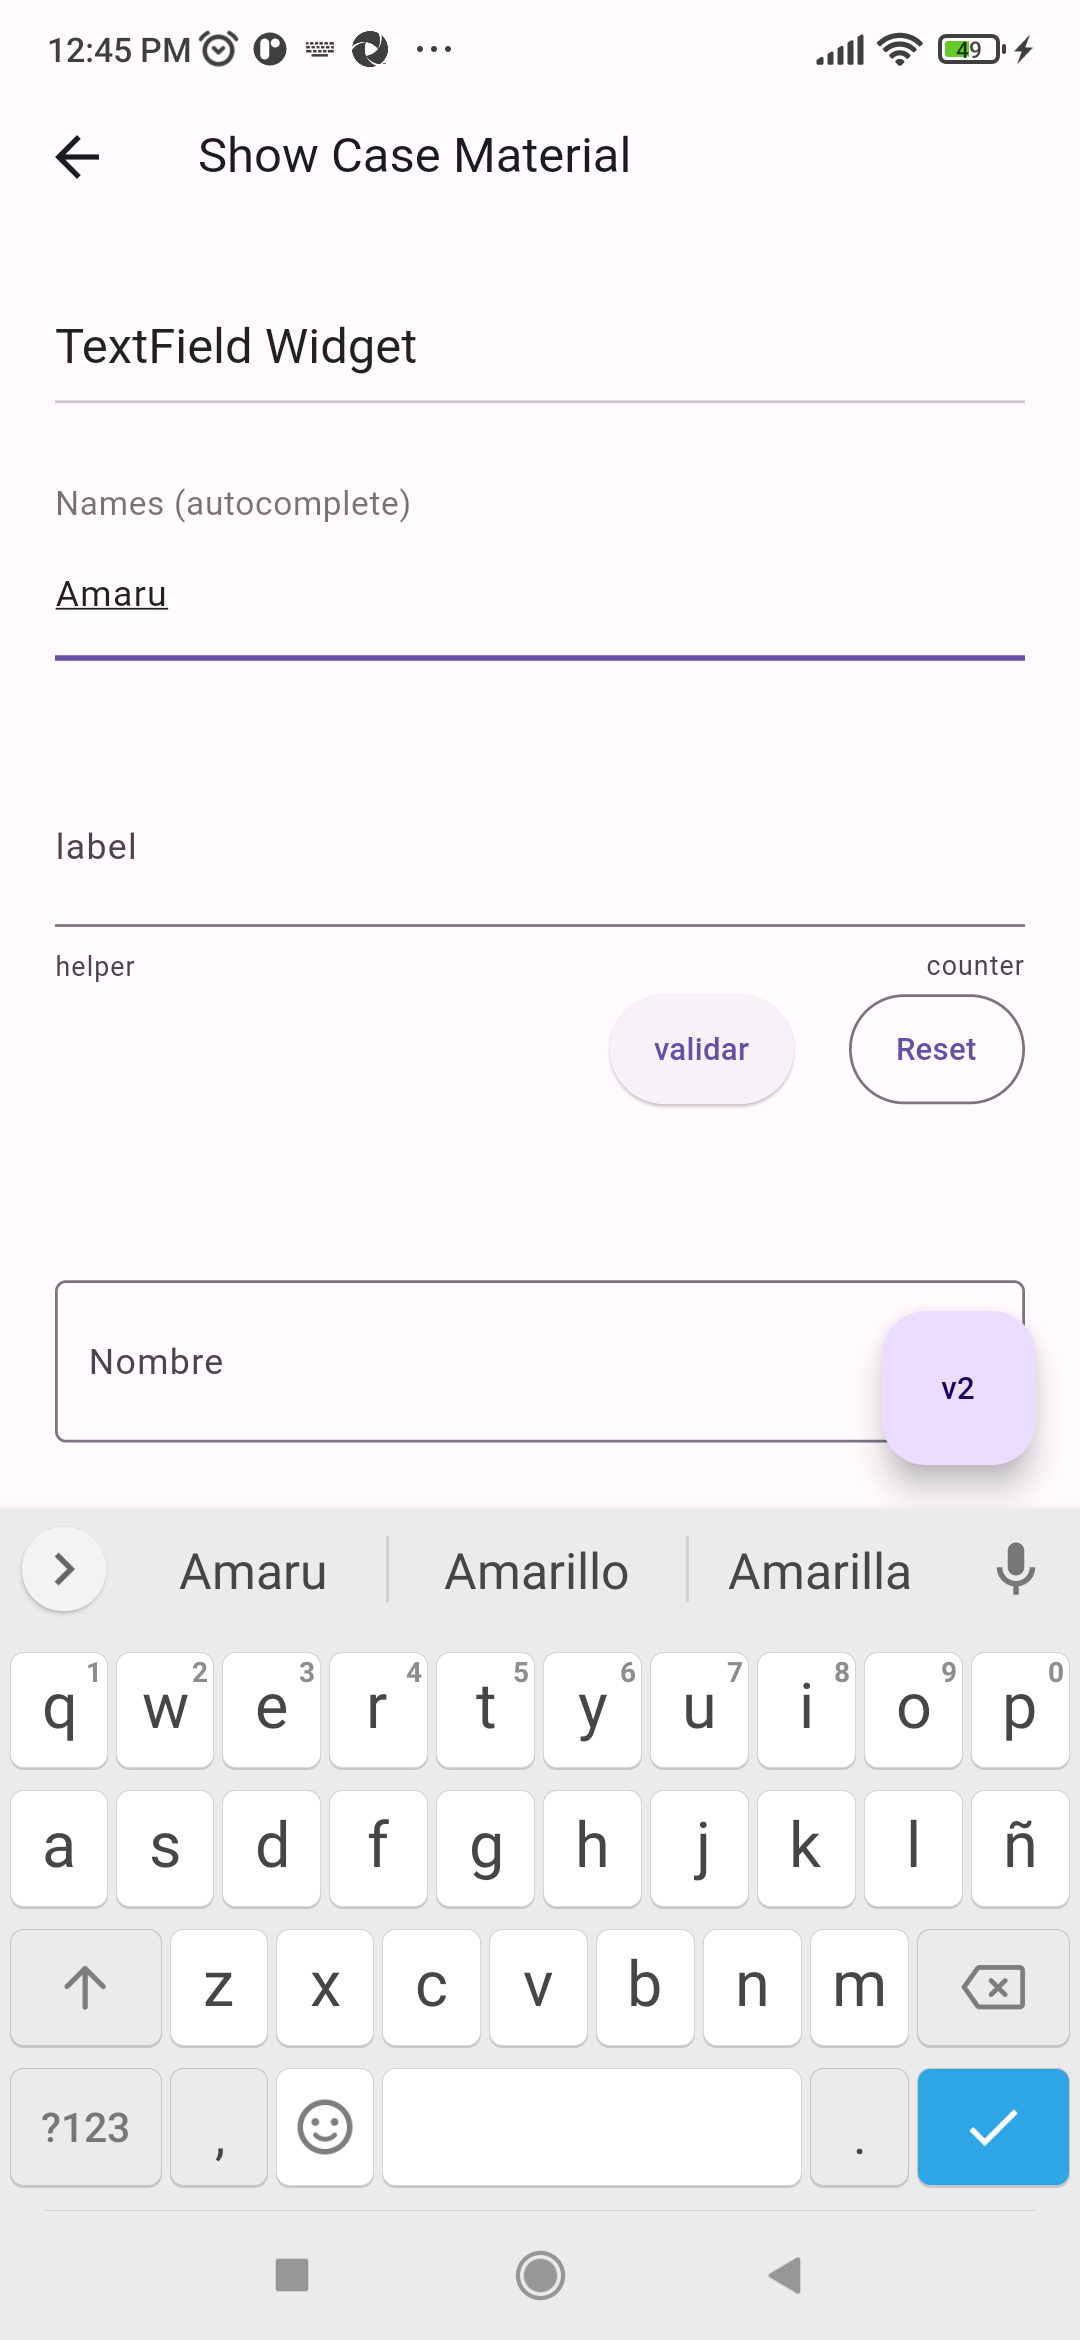 12:45 PM
49
Show Case Material
TextField Widget
Names (autocomplete)
Amaru
label
helper counter
validar Reset
Nombre
v2
Amaru Amarillo Amarilla
1 2 3 4 5 6 7 8 9 0
q w e r t y u i o p
a s d f g h j k l ñ
z x c v b n m
?123 , .